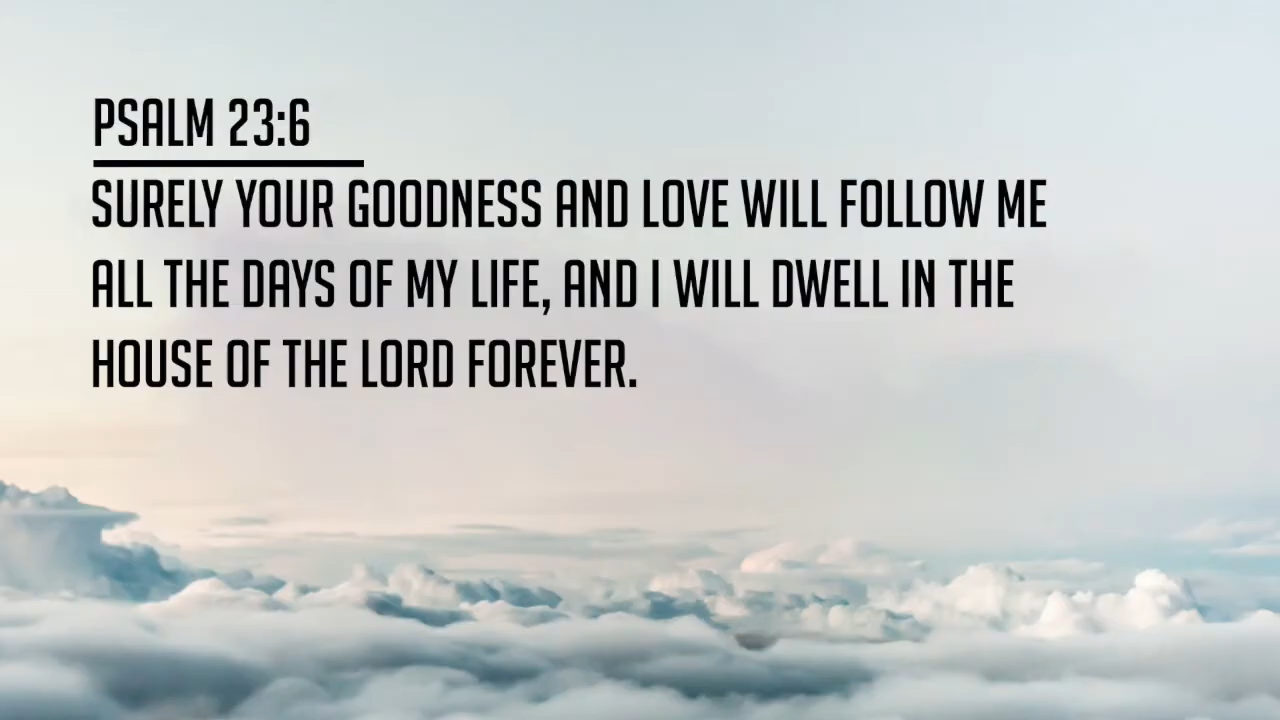 PSALM 23:6
SURELY YOUR GOODNESS AND LOVE WILL FOLLOW ME
ALL THE DAYS OF MY LIFE, AND I WILL DWELL IN THE
HOUSE OF THE LORD FOREVER.